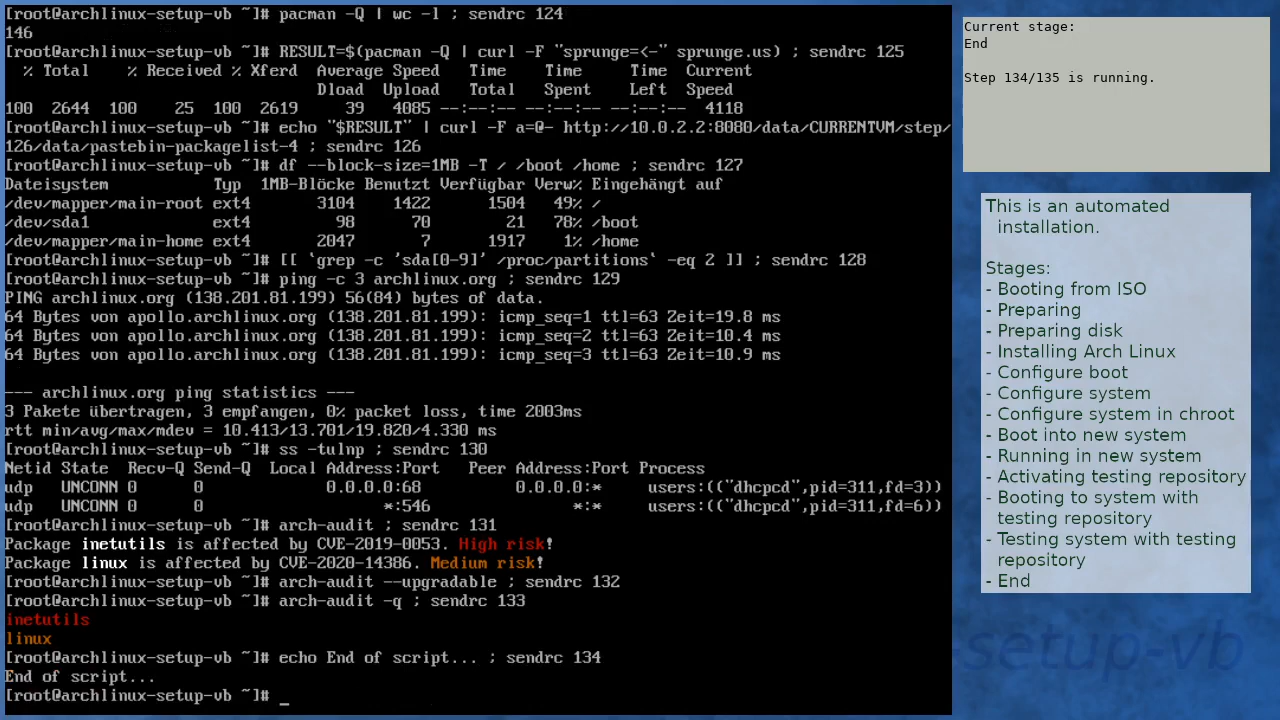 [root@archlinux-setup-vb ~]# pacman -Q | wc -l ; sendrc 124
146
[root@archlinux-setup-vb ~]# RESULT=$(pacman -Q | curl -F "sprunge=<-" sprunge.us) ; sendrc 125
  % Total    % Received % Xferd  Average Speed   Time    Time     Time  Current
                                 Dload  Upload   Total   Spent    Left  Speed
100  2644  100    25  100  2619     39   4085 --:--:-- --:--:-- --:--:--  4118
[root@archlinux-setup-vb ~]# echo "$RESULT" | curl -F a=@- http://10.0.2.2:8080/data/CURRENTVM/step/
126/data/pastebin-packagelist-4 ; sendrc 126
[root@archlinux-setup-vb ~]# df --block-size=1MB -T / /boot /home ; sendrc 127
Dateisystem           Typ  1MB-Blöcke Benutzt Verfügbar Verw% Eingehängt auf
/dev/mapper/main-root ext4       3104    1422      1504   49% /
/dev/sda1             ext4         98      70        21   78% /boot
/dev/mapper/main-home ext4       2047       7      1917    1% /home
[root@archlinux-setup-vb ~]# [[ `grep -c 'sda[0-9]' /proc/partitions` -eq 2 ]] ; sendrc 128
[root@archlinux-setup-vb ~]# ping -c 3 archlinux.org ; sendrc 129
PING archlinux.org (138.201.81.199) 56(84) bytes of data.
64 Bytes von apollo.archlinux.org (138.201.81.199): icmp_seq=1 ttl=63 Zeit=19.8 ms
64 Bytes von apollo.archlinux.org (138.201.81.199): icmp_seq=2 ttl=63 Zeit=10.4 ms
64 Bytes von apollo.archlinux.org (138.201.81.199): icmp_seq=3 ttl=63 Zeit=10.9 ms
--- archlinux.org ping statistics ---
3 Pakete übertragen, 3 empfangen, 0% packet loss, time 2003ms
rtt min/avg/max/mdev = 10.413/13.701/19.820/4.330 ms
[root@archlinux-setup-vb ~]# ss -tulnp ; sendrc 130
Netid State  Recv-Q Send-Q  Local Address:Port   Peer Address:Port Process
udp   UNCONN 0      0             0.0.0.0:68          0.0.0.0:*     users:(("dhcpcd",pid=311,fd=3))
udp   UNCONN 0      0                   *:546               *:*     users:(("dhcpcd",pid=311,fd=6))
[root@archlinux-setup-vb ~]# arch-audit ; sendrc 131
Package inetutils is affected by CVE-2019-0053. High risk!
Package linux is affected by CVE-2020-14386. Medium risk!
[root@archlinux-setup-vb ~]# arch-audit --upgradable ; sendrc 132
[root@archlinux-setup-vb ~]# arch-audit -q ; sendrc 133
inetutils
linux
[root@archlinux-setup-vb ~]# echo End of script... ; sendrc 134
End of script...
[root@archlinux-setup-vb ~]# _
Current stage:
End
Step 134/135 is running.
This is an automated
installation.
Stages:
- Booting from ISO
- Preparing
- Preparing disk
- Installing Arch Linux
- Configure boot
- Configure system
- Configure system in chroot
- Boot into new system
- Running in new system
- Activating testing repository
- Booting to system with
testing repository
- Testing system with testing
repository
- End
setup-vb